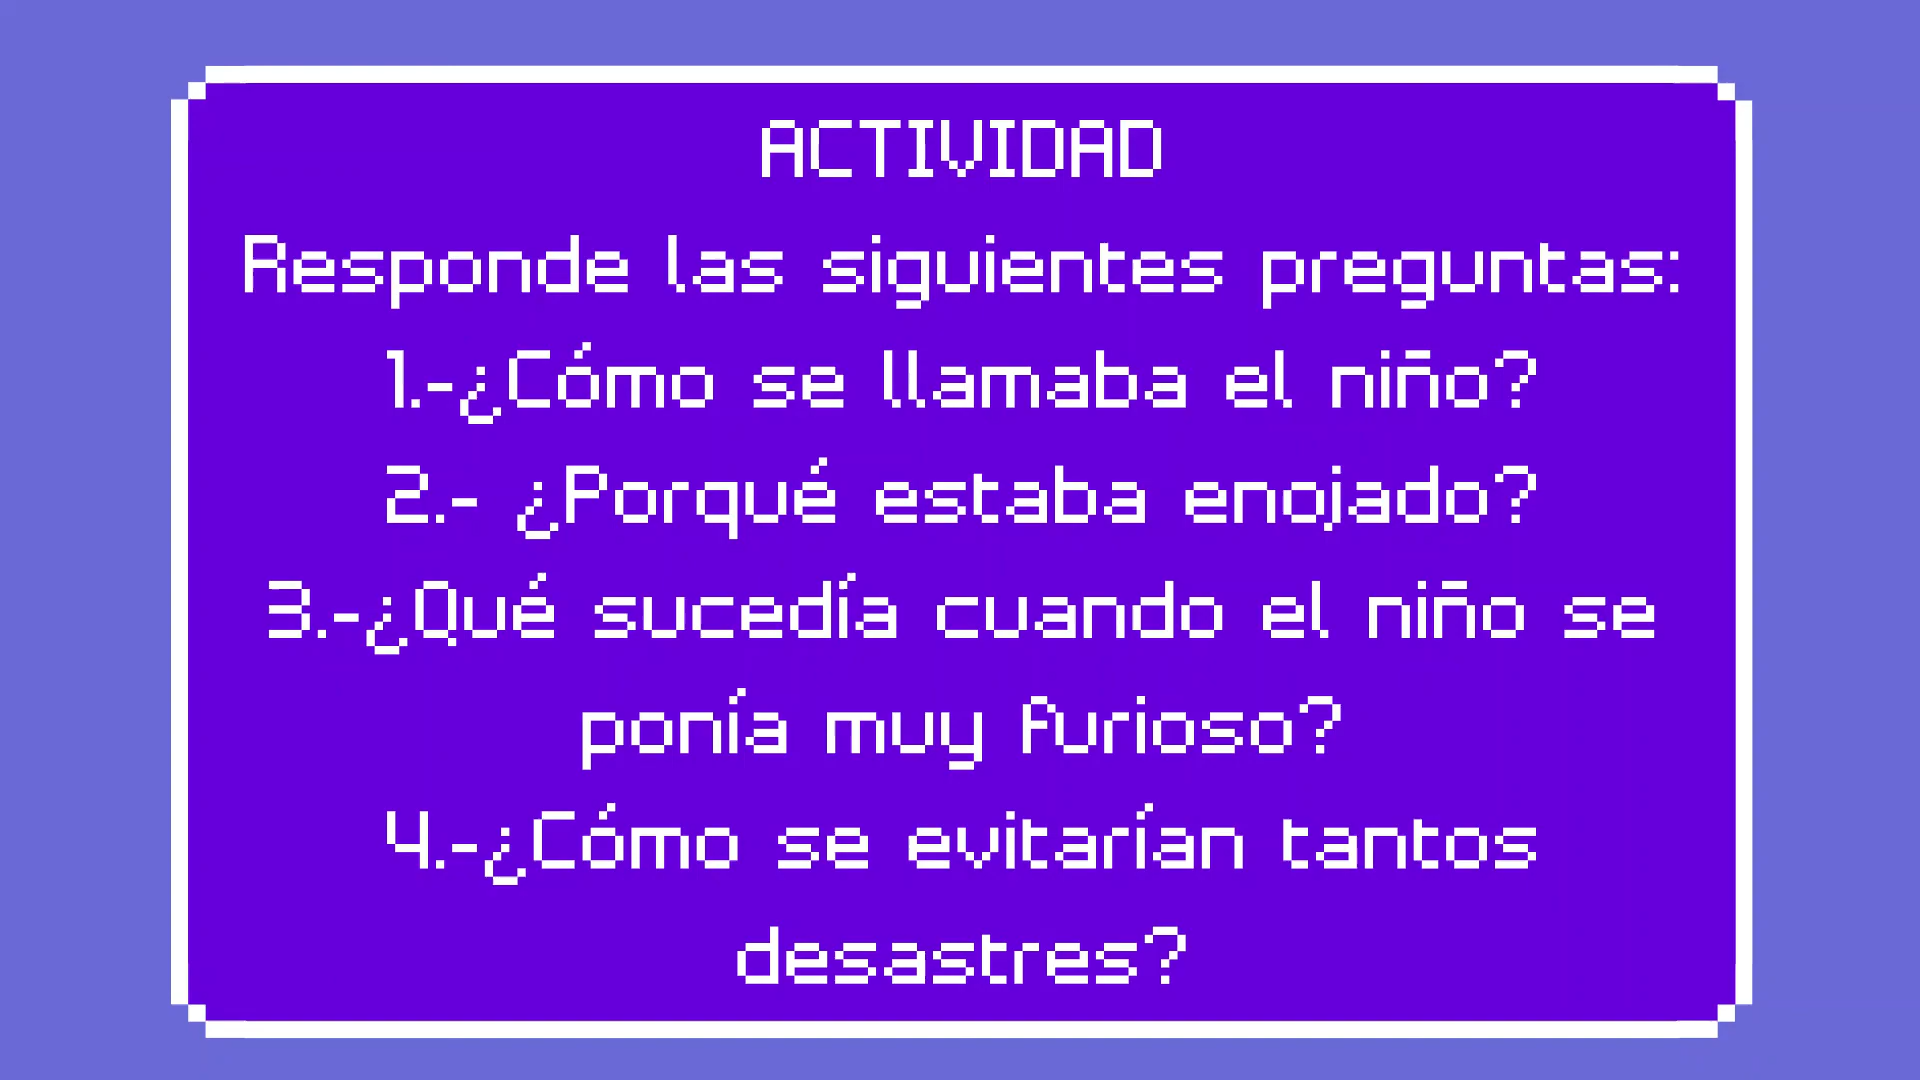 ACTIVIDAD
Responde las siguientes preguntas:
1.-¿Cómo se llamaba el niño?
2.- ¿Porqué estaba enojado?
3.-¿Qué sucedía cuando el niño se
ponía muy furioso?
4.-¿Cómo se evitarían tantos
desastres?